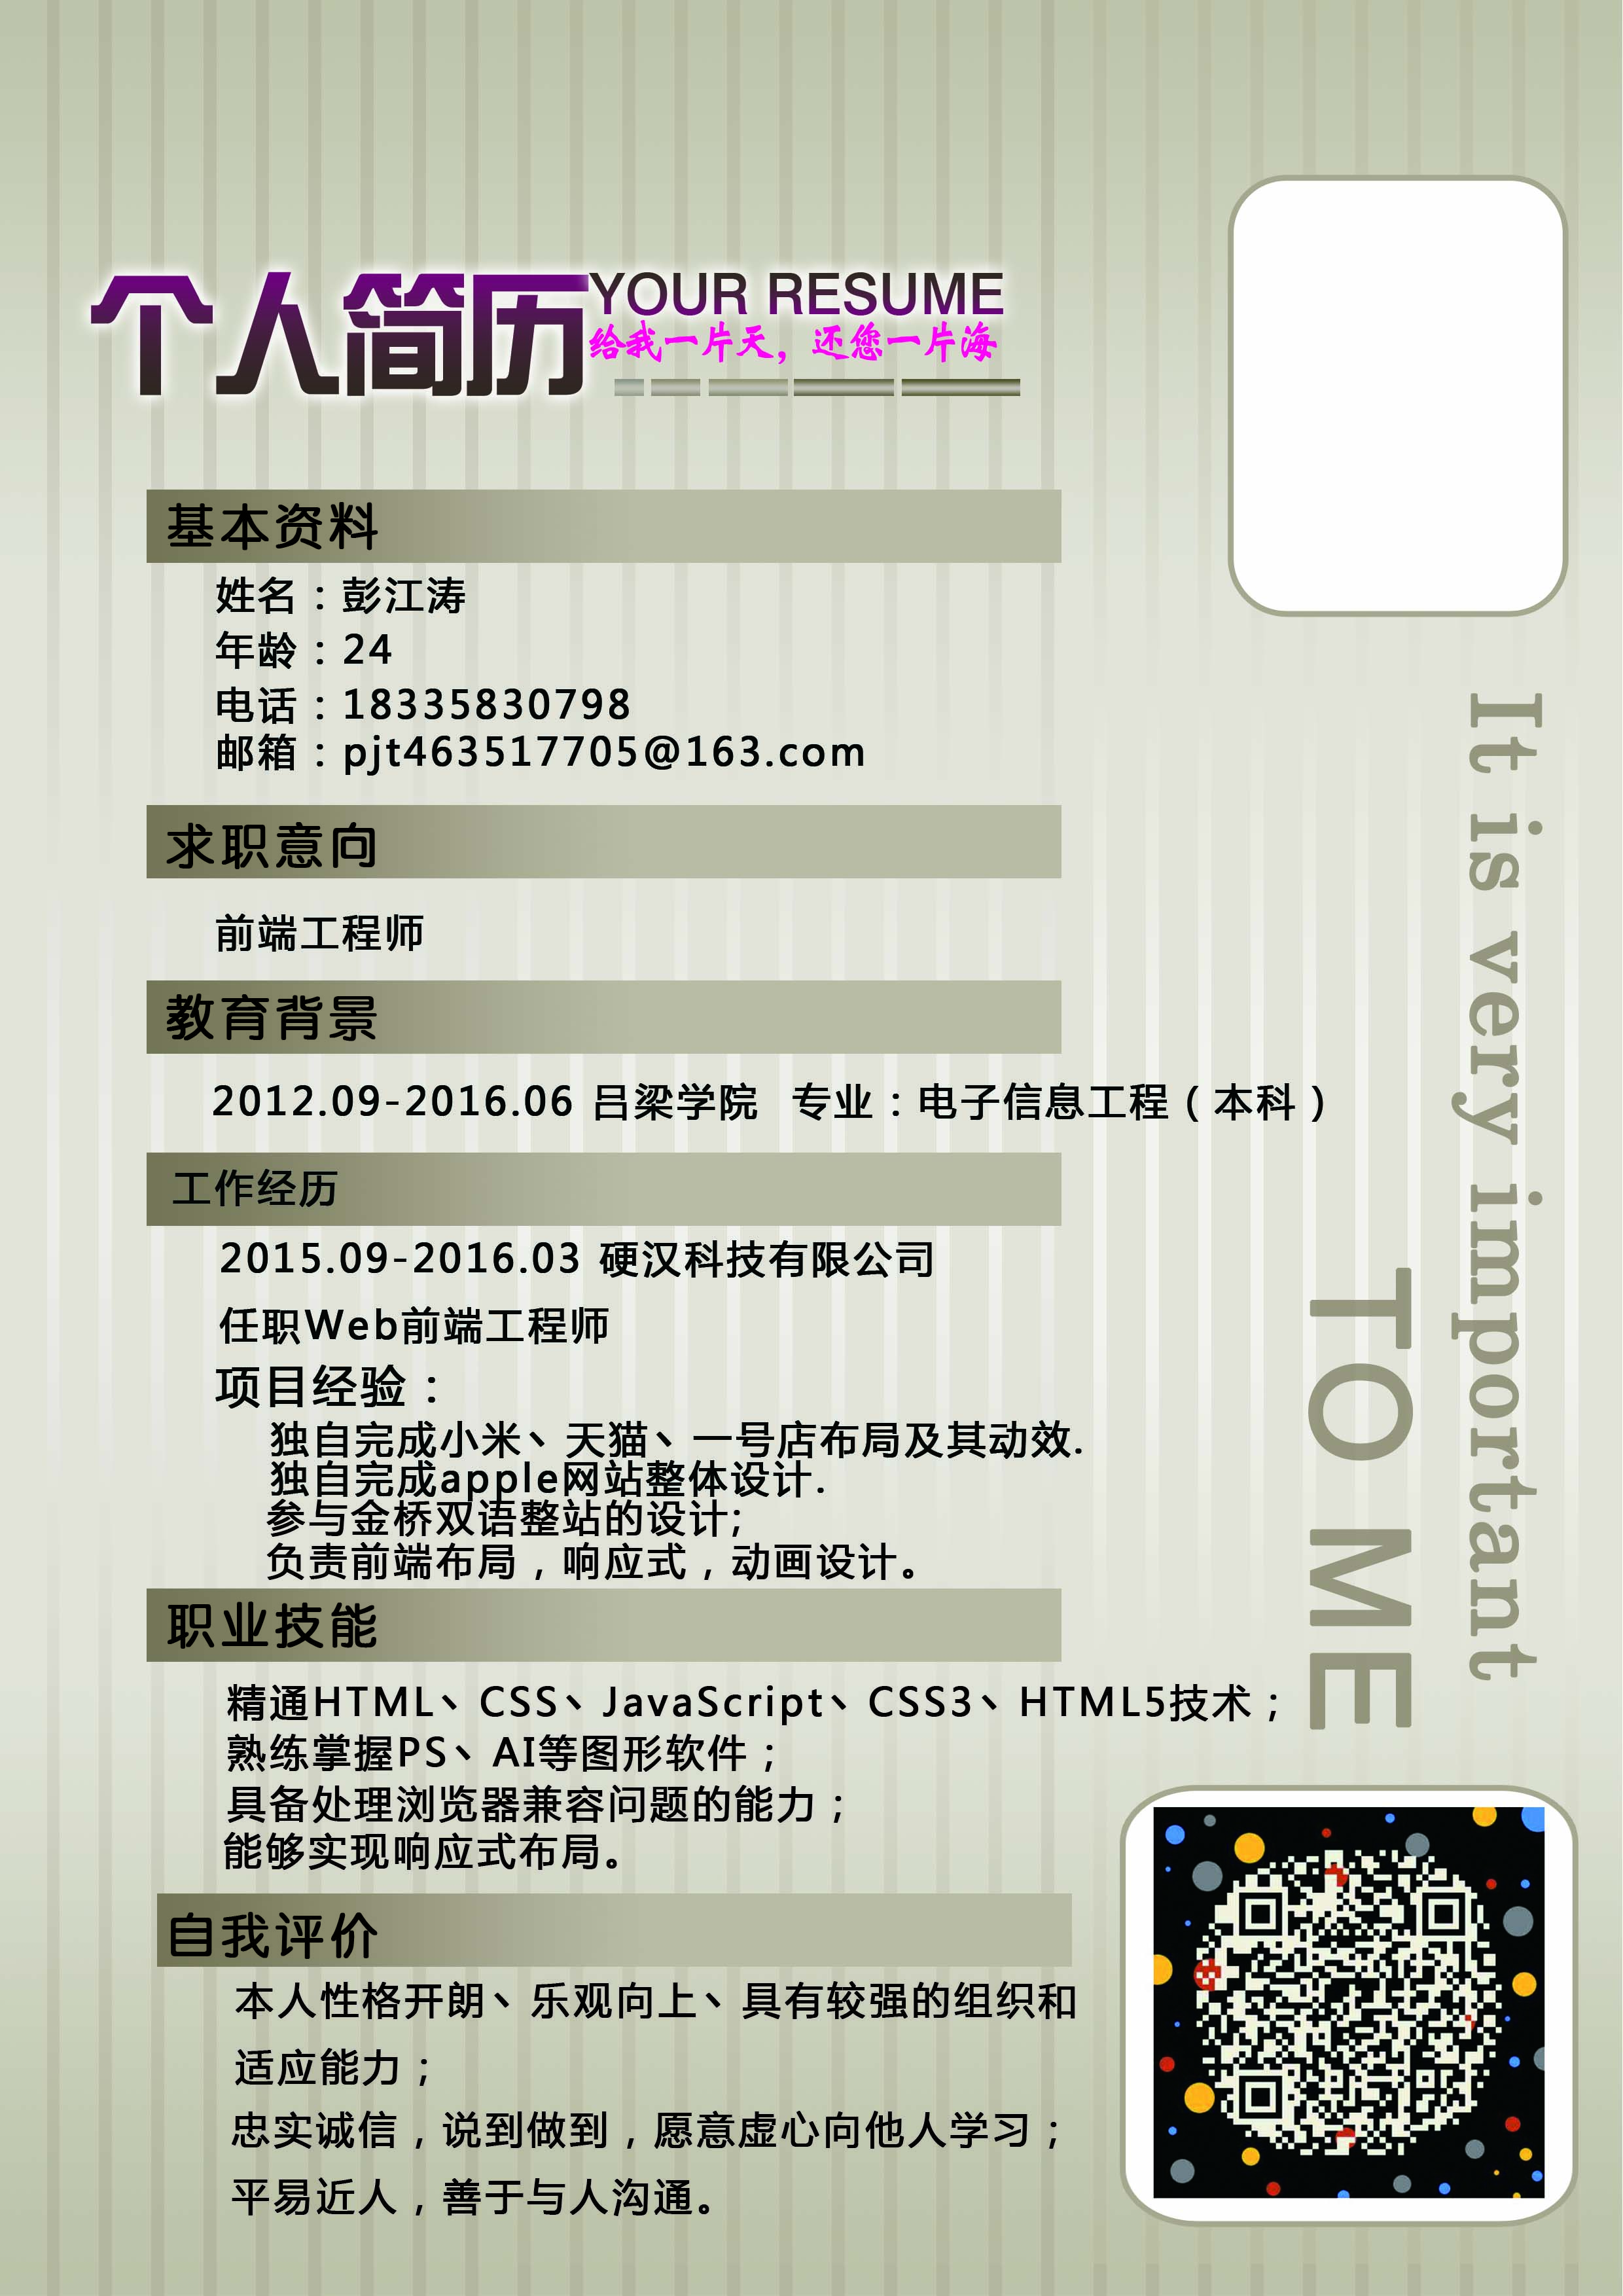 个人简历 YOUR RESUME
给我一片天，还您一片海
基本资料
姓名：彭江涛
年龄：24
电话：18335830798
邮箱：pjt463517705@163.com
求职意向
前端工程师
教育背景
2012.09-2016.06 吕梁学院 专业：电子信息工程（本科）
工作经历
2015.09-2016.03 硬汉科技有限公司
任职Web前端工程师
项目经验：
独自完成小米、天猫、一号店布局及其动效.
独自完成apple网站整体设计.
参与金桥双语整站的设计;
负责前端布局，响应式，动画设计。
职业技能
精通HTML、CSS、JavaScript、CSS3、HTML5技术；
熟练掌握PS、AI等图形软件；
具备处理浏览器兼容问题的能力；
能够实现响应式布局。
自我评价
本人性格开朗、乐观向上、具有较强的组织和
适应能力；
忠实诚信，说到做到，愿意虚心向他人学习；
平易近人，善于与人沟通。
It is very important
TO ME